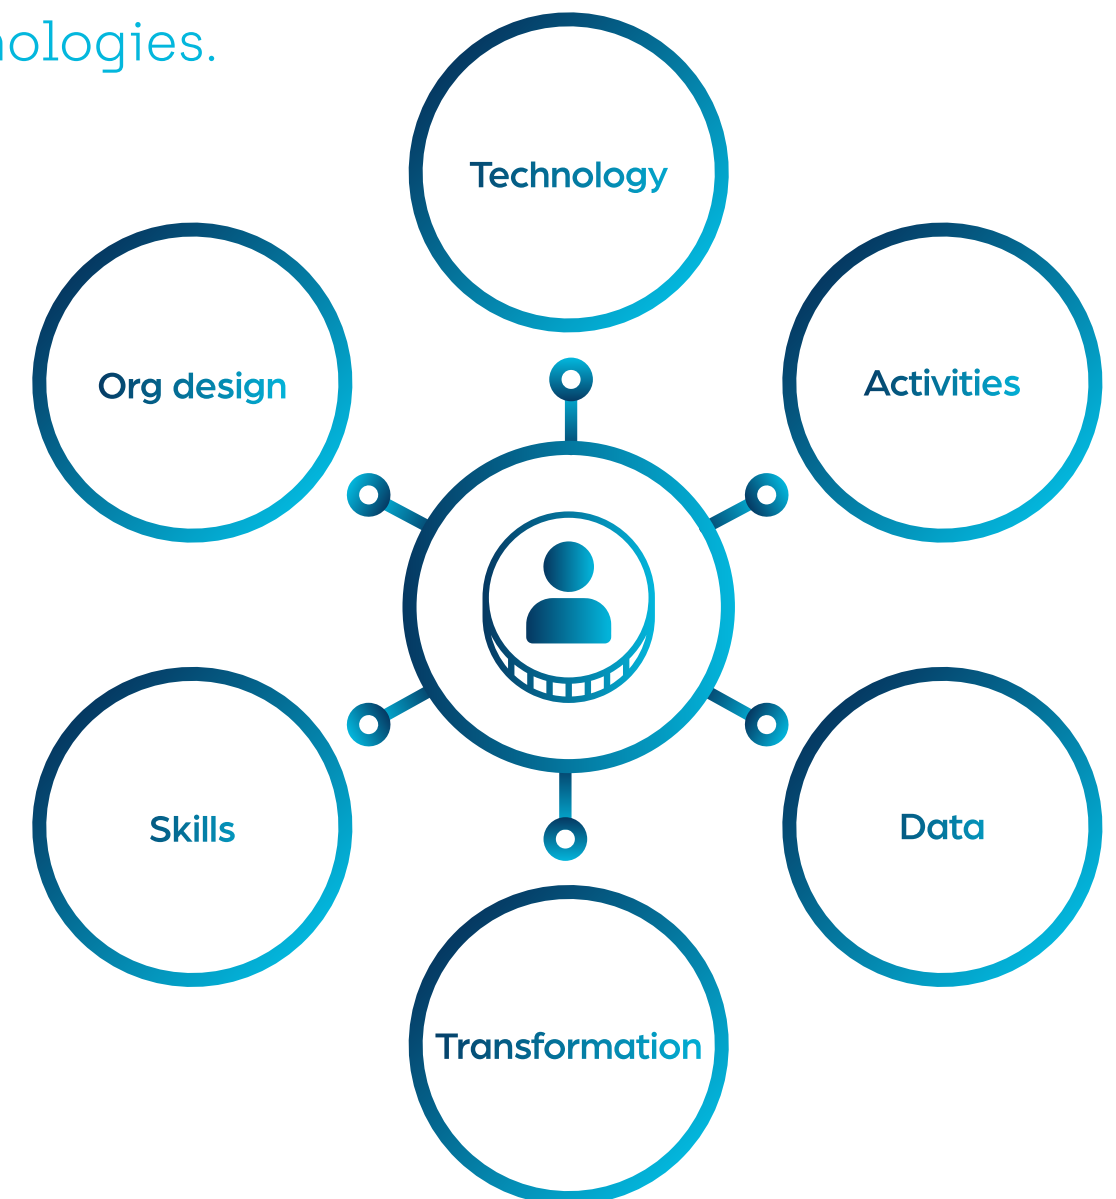 nologies.
Technology
Org design
Activities
Skills
Data
Transformation